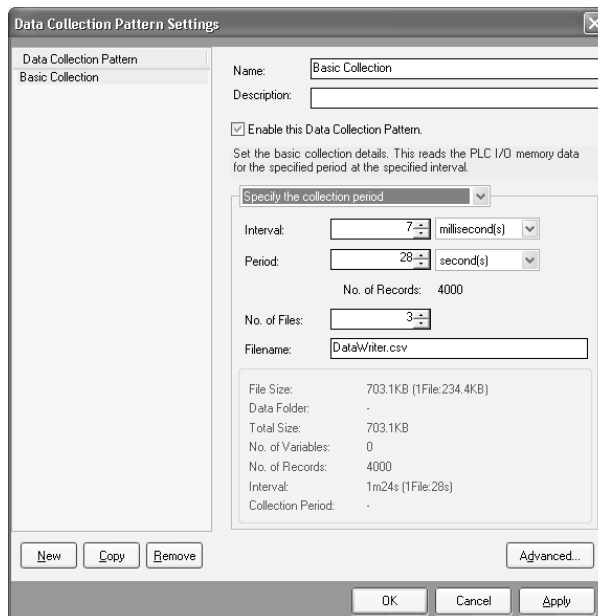 Data Collection Pattern Settings
Data Collection Pattern
Basic Collection
Name: Basic Collection
Description:
Enable this Data Collection Pattern.
Set the basic collection details. This reads the PLC I/O memory data
for the specified period at the specified interval.
Specify the collection period
Interval: 7 millisecond(s)
Period: 28 second(s)
No. of Records: 4000
No. of Files: 3
Filename: DataWriter.csv
File Size: 703.1KB (1File:234.4KB)
Data Folder: -
Total Size: 703.1KB
No. of Variables: 0
No. of Records: 4000
Interval: 1m24s (1File:28s)
Collection Period: -
New Copy Remove Advanced...
OK Cancel Apply